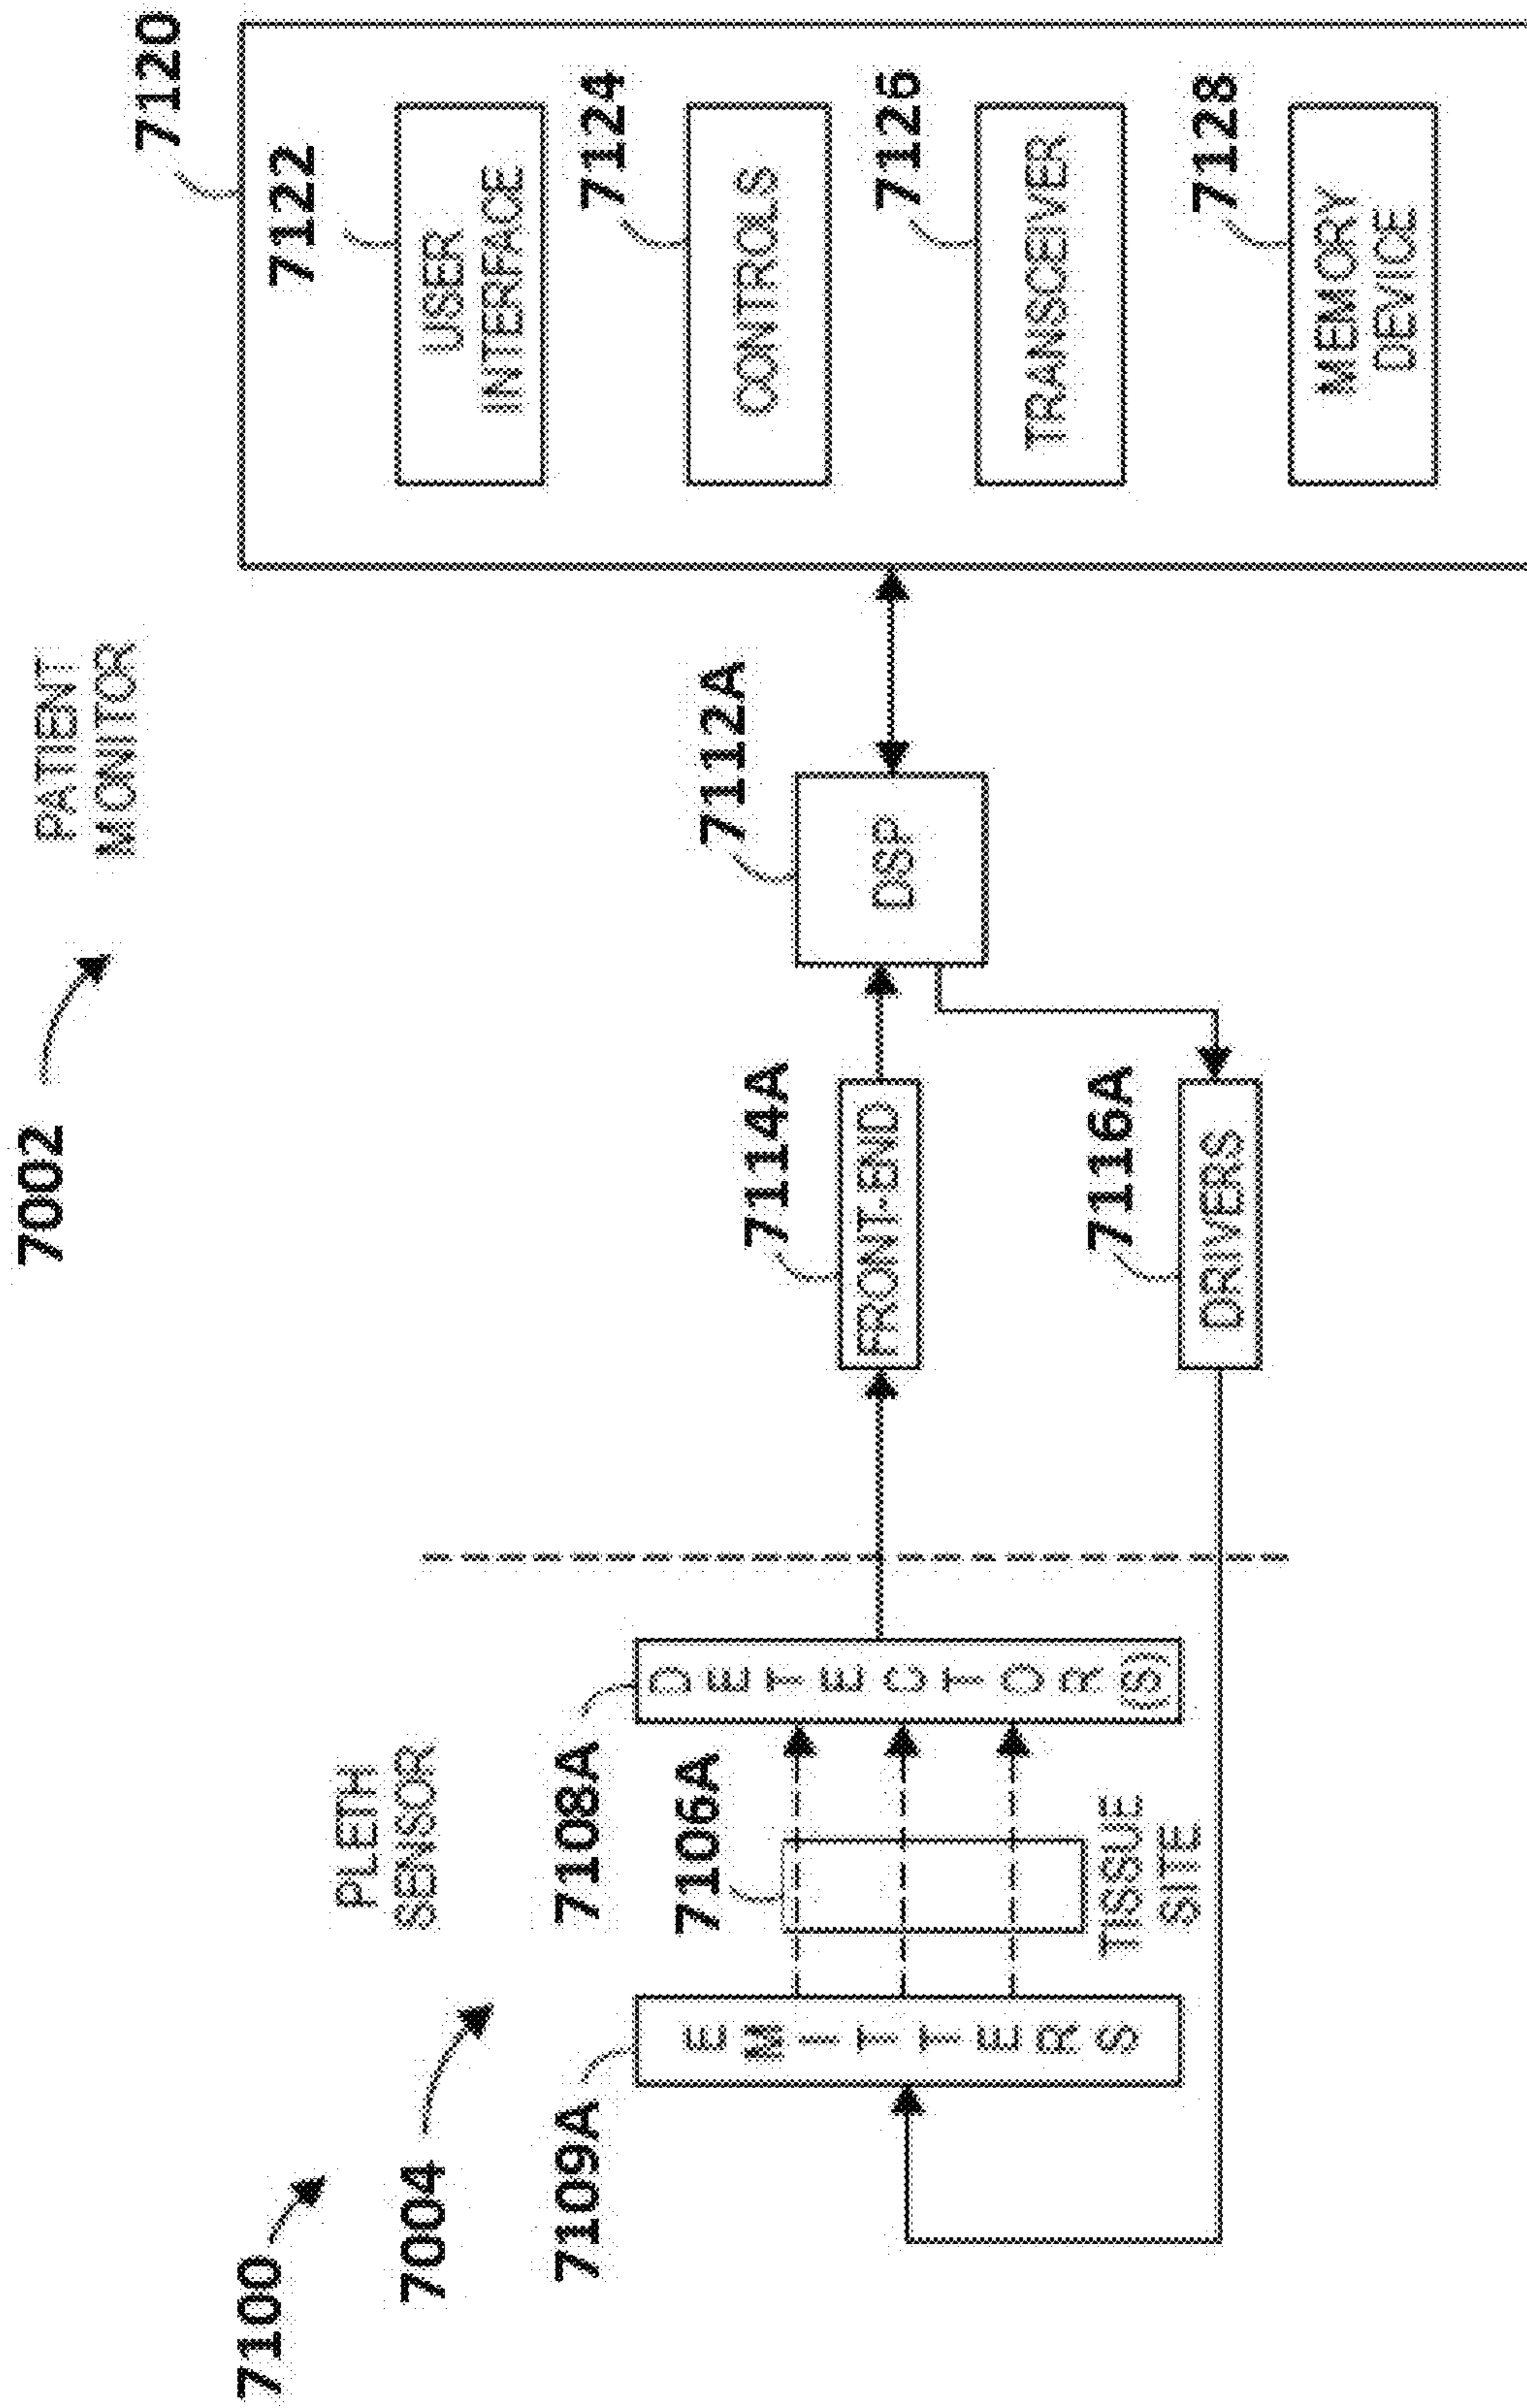 7100
7002
PATIENT
MONITOR
7004
PLETH
SENSOR
7120
7122
USER
INTERFACE
7124
CONTROLS
7126
TRANSCEIVER
7128
MEMORY
DEVICE
7109A
EMITTERS
7108A
DETECTOR(S)
7106A
TISSUE
SITE
7114A
FRONT-END
7112A
DSP
7116A
DRIVERS